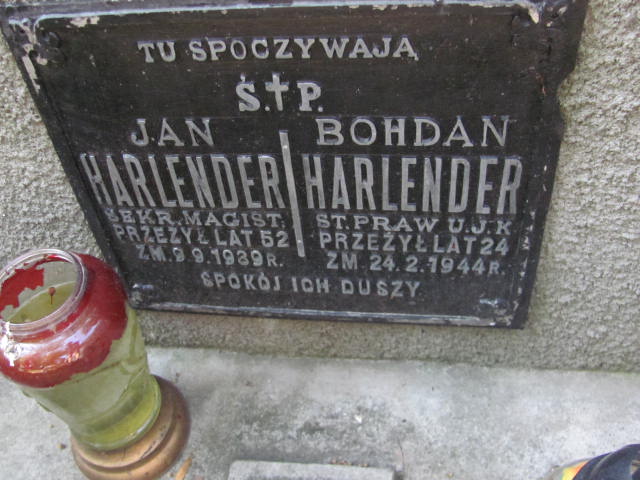 TU SPOCZYWAJĄ
Ś.†P.
JAN
HARLENDER
SEKR. MAGIST.
PRZEŻYŁ LAT 52
ZM. 9.9.1939 R.
BOHDAN
HARLENDER
ST. PRAW U.J.K
PRZEŻYŁ LAT 24
ZM. 24.2.1944 R.
SPOKÓJ ICH DUSZY